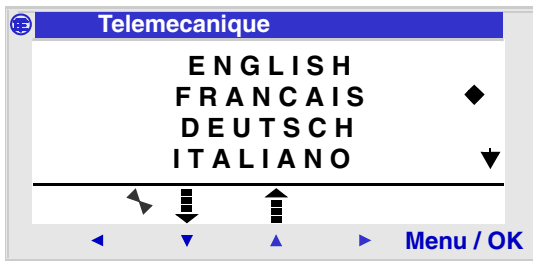 Telemecanique
ENGLISH
FRANCAIS
DEUTSCH
ITALIANO
Menu / OK